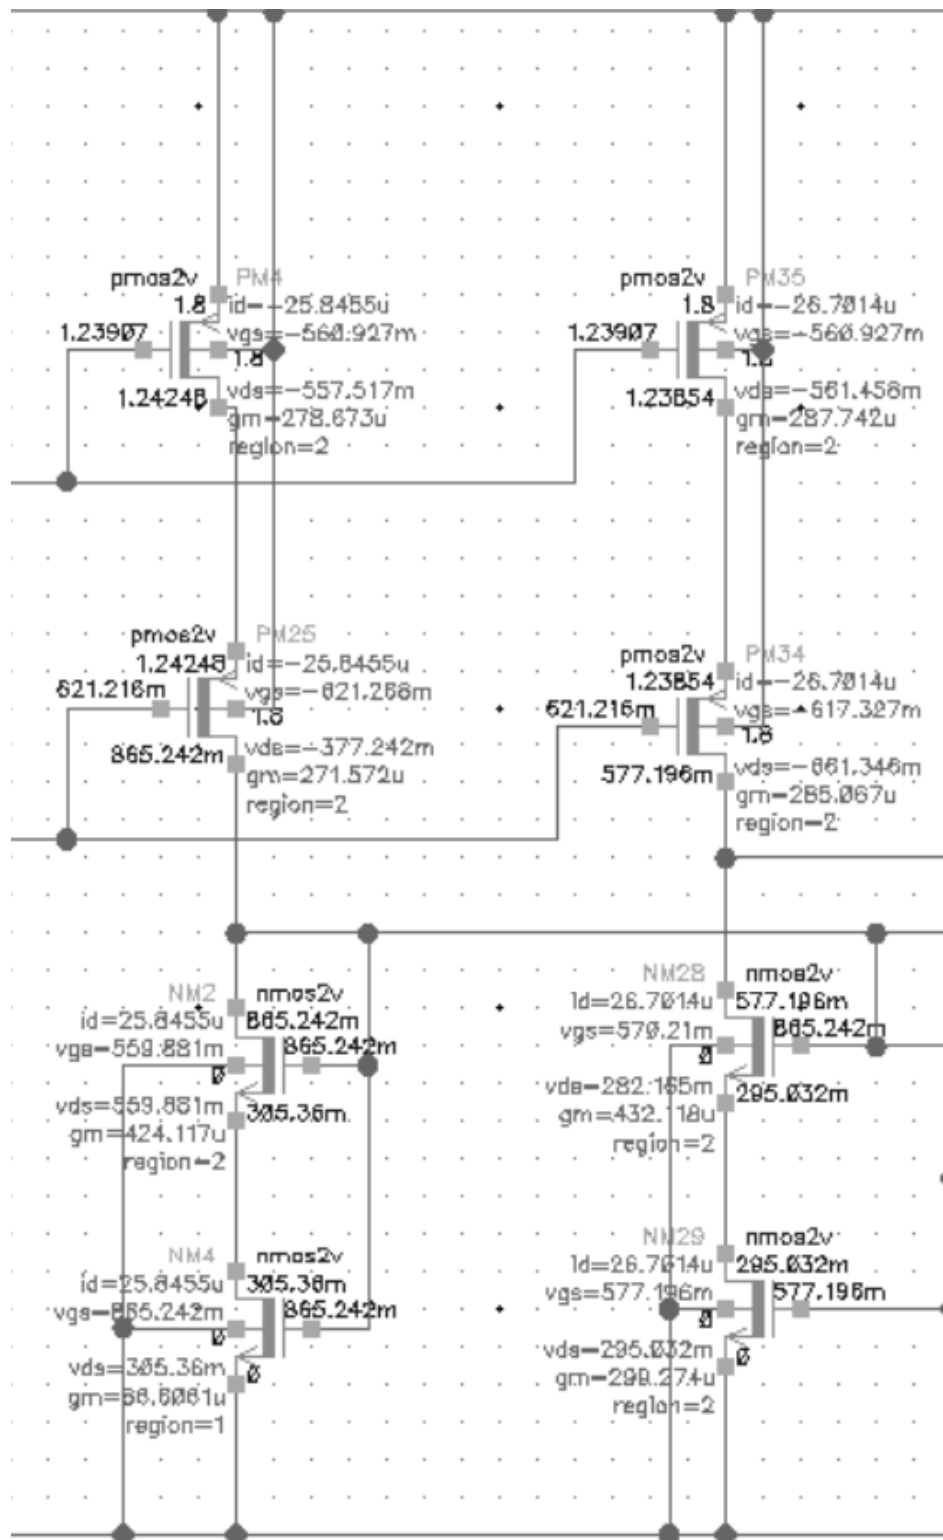 pmos2v PM4
1.8 id=-25.8455u
1.23907 vgs=-560.927m
1.8
1.24248 vds=-557.517m
gm=278.673u
region=2
pmos2v PM35
1.8 id=-26.7014u
1.23907 vgs=-560.927m
1.8
1.23854 vds=-561.456m
gm=287.742u
region=2
pmos2v PM25
1.24248 id=-25.8455u
621.216m vgs=-621.268m
1.8
865.242m vds=-377.242m
gm=271.572u
region=2
pmos2v PM34
1.23854 id=-26.7014u
621.216m vgs=-617.327m
1.8
577.196m vds=-661.346m
gm=285.067u
region=2
NM2 nmos2v
id=25.8455u 865.242m
vgs=559.881m 865.242m
0
vds=559.881m 305.36m
gm=424.117u
region=2
NM28 nmos2v
id=26.7014u 577.196m
vgs=570.21m 865.242m
0
vds=282.165m 295.032m
gm=432.118u
region=2
NM4 nmos2v
id=25.8455u 305.36m
vgs=865.242m 865.242m
0
vds=305.36m 0
region=1
NM29 nmos2v
id=26.7014u 295.032m
vgs=577.196m 577.196m
0
vds=295.032m 0
gm=299.274u
region=2